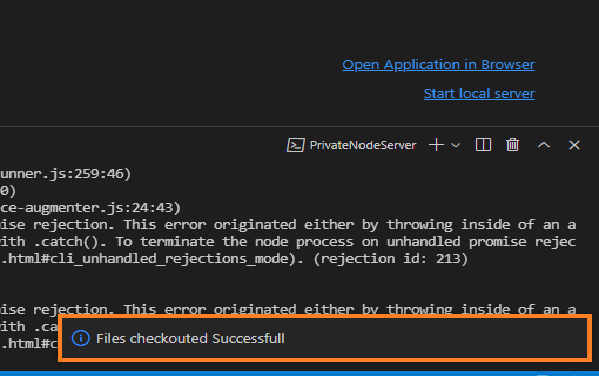 Open Application in Browser
Start local server
PrivateNodeServer
unner.js:259:46)
0)
ce-augmenter.js:24:43)
ise rejection. This error originated either by throwing inside of an a
ith .catch(). To terminate the node process on unhandled promise rejec
.html#cli_unhandled_rejections_mode). (rejection id: 213)
ise rejection. This error originated either by throwing inside of an a
ith .ca
.html#c
Files checkouted Successfull